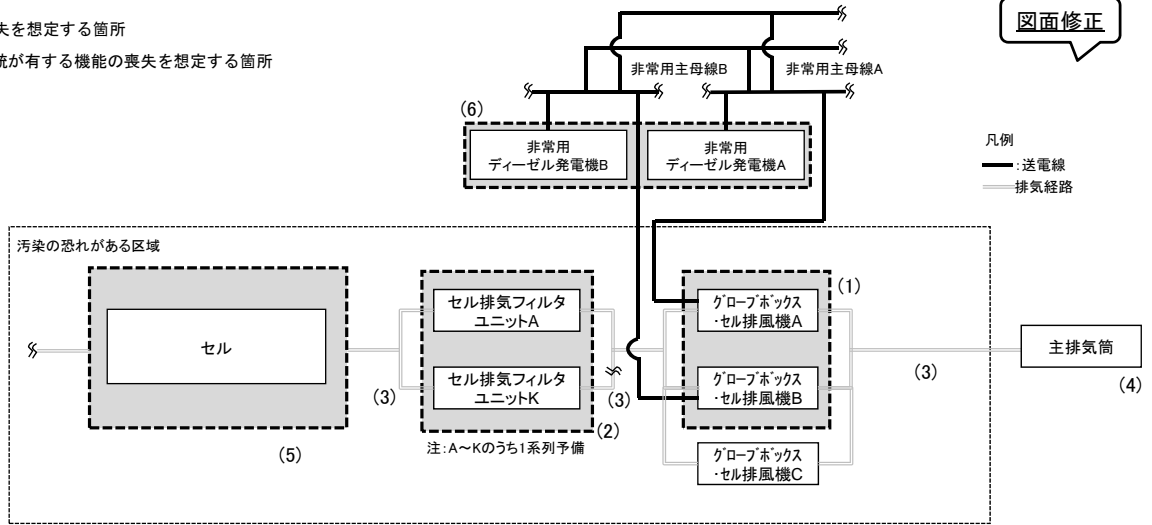 失を想定する箇所
統が有する機能の喪失を想定する箇所
図面修正
非常用主母線B
非常用主母線A
(6)
非常用
ディーゼル発電機B
非常用
ディーゼル発電機A
凡例
:送電線
排気経路
汚染の恐れがある区域
セル
(5)
(3)
セル排気フィルタ
ユニットA
セル排気フィルタ
ユニットK
(2)
注:A～Kのうち1系列予備
(3)
(1)
グローブボックス
・セル排風機A
グローブボックス
・セル排風機B
グローブボックス
・セル排風機C
(3)
主排気筒
(4)